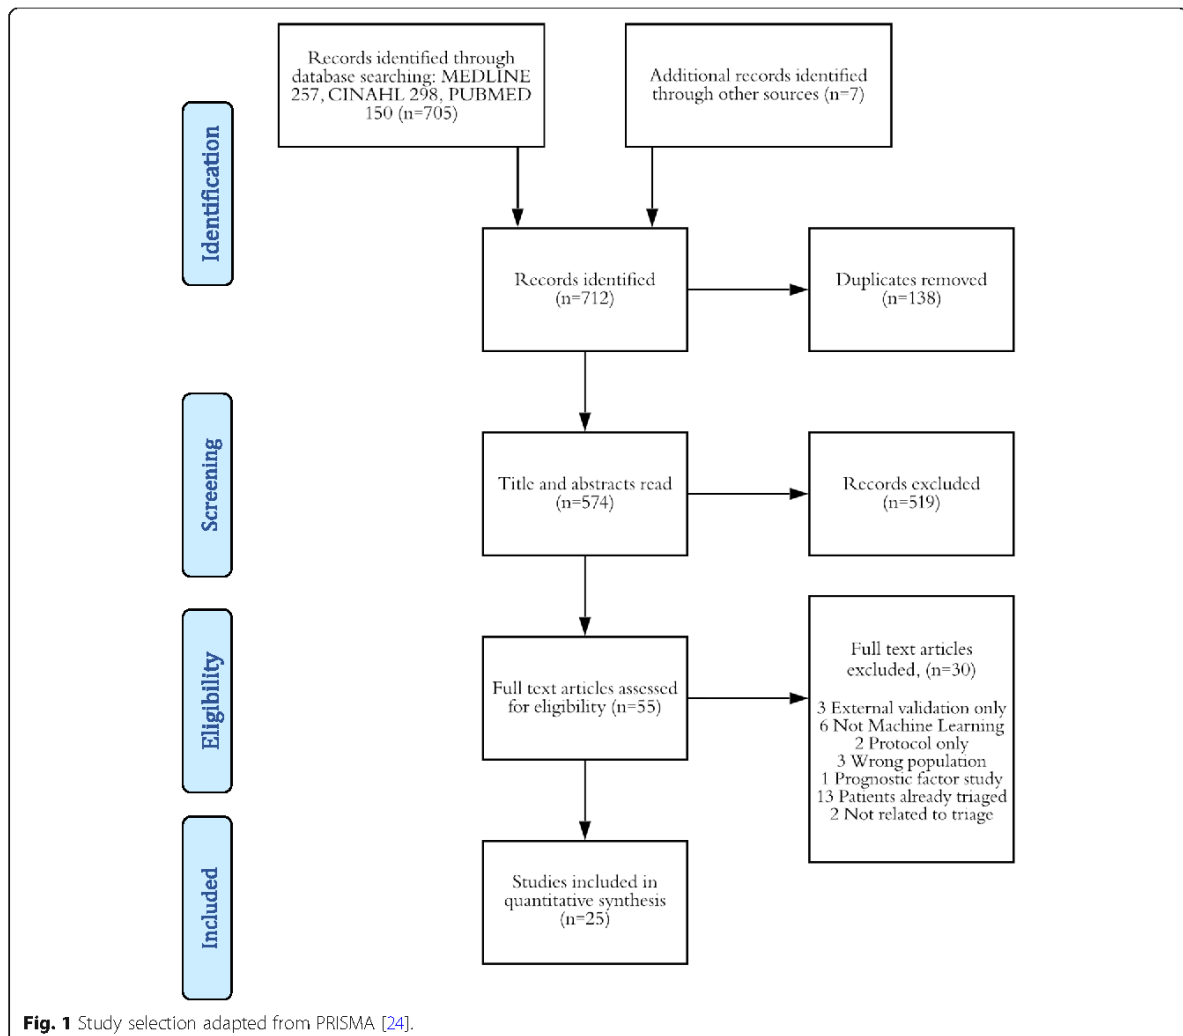 Records identified through
database searching: MEDLINE
257, CINAHL 298, PUBMED
150 (n=705)
Additional records identified
through other sources (n=7)
Identification
Records identified
(n=712)
Duplicates removed
(n=138)
Screening
Title and abstracts read
(n=574)
Records excluded
(n=519)
Eligibility
Full text articles assessed
for eligibility (n=55)
Full text articles
excluded, (n=30)
3 External validation only
6 Not Machine Learning
2 Protocol only
3 Wrong population
1 Prognostic factor study
13 Patients already triaged
2 Not related to triage
Included
Studies included in
quantitative synthesis
(n=25)
Fig. 1 Study selection adapted from PRISMA [24].